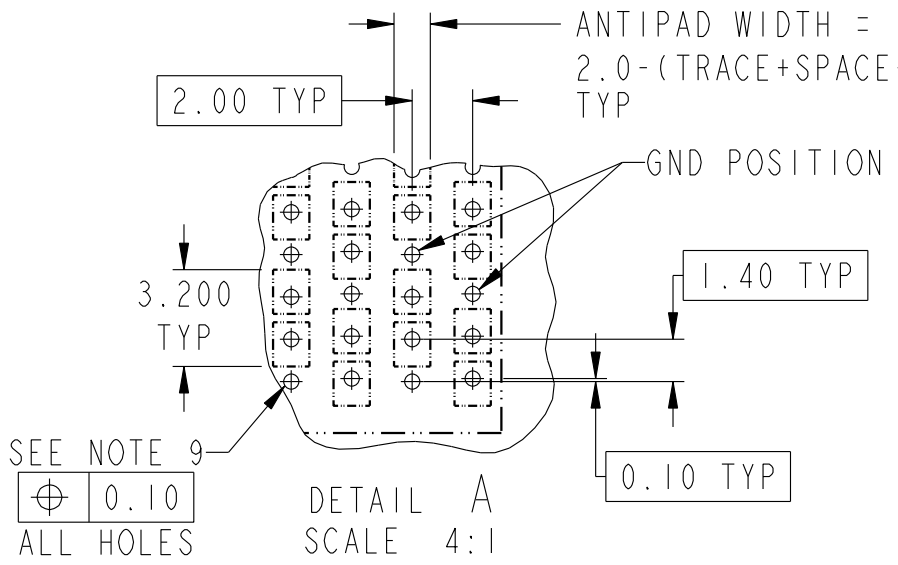 ANTIPAD WIDTH =
2.0-(TRACE+SPACE
TYP
2.00 TYP
GND POSITION
1.40 TYP
3.200
TYP
SEE NOTE 9
⌖ 0.10
ALL HOLES
0.10 TYP
DETAIL A
SCALE 4:1